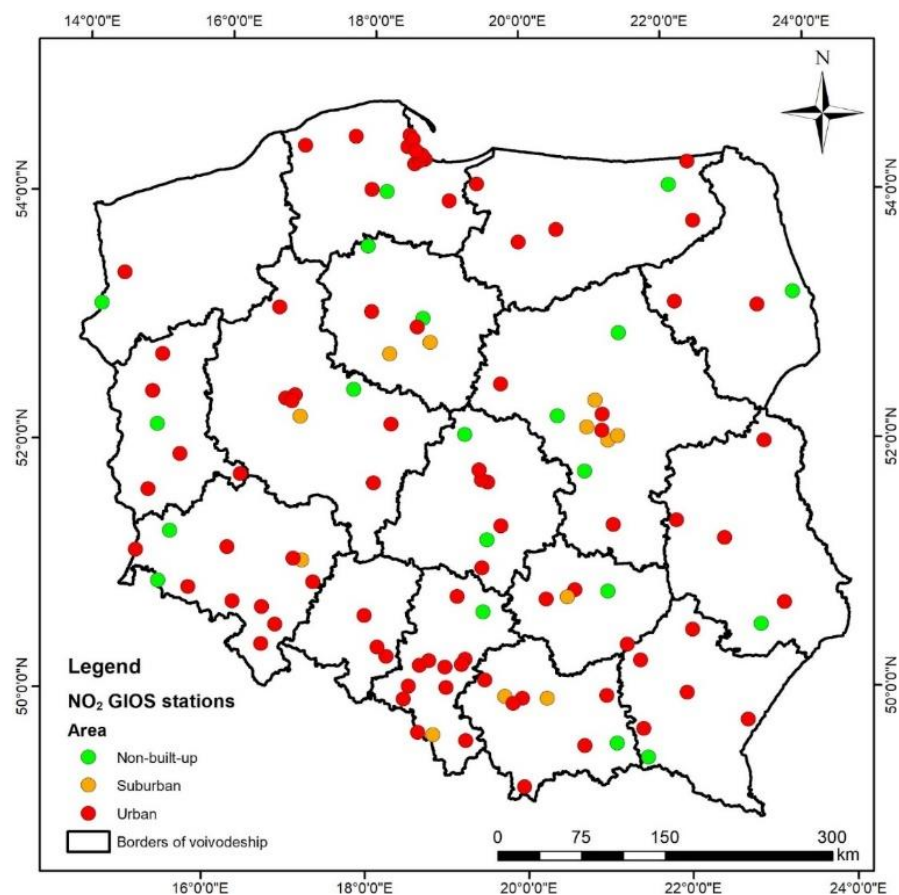 14°0'0"E 16°0'0"E 18°0'0"E 20°0'0"E 22°0'0"E 24°0'0"E
N
54°0'0"N 54°0'0"N
52°0'0"N 52°0'0"N
50°0'0"N 50°0'0"N
Legend
NO₂ GIOS stations
Area
Non-built-up
Suburban
Urban
Borders of voivodeship
0 75 150 300
km
16°0'0"E 18°0'0"E 20°0'0"E 22°0'0"E